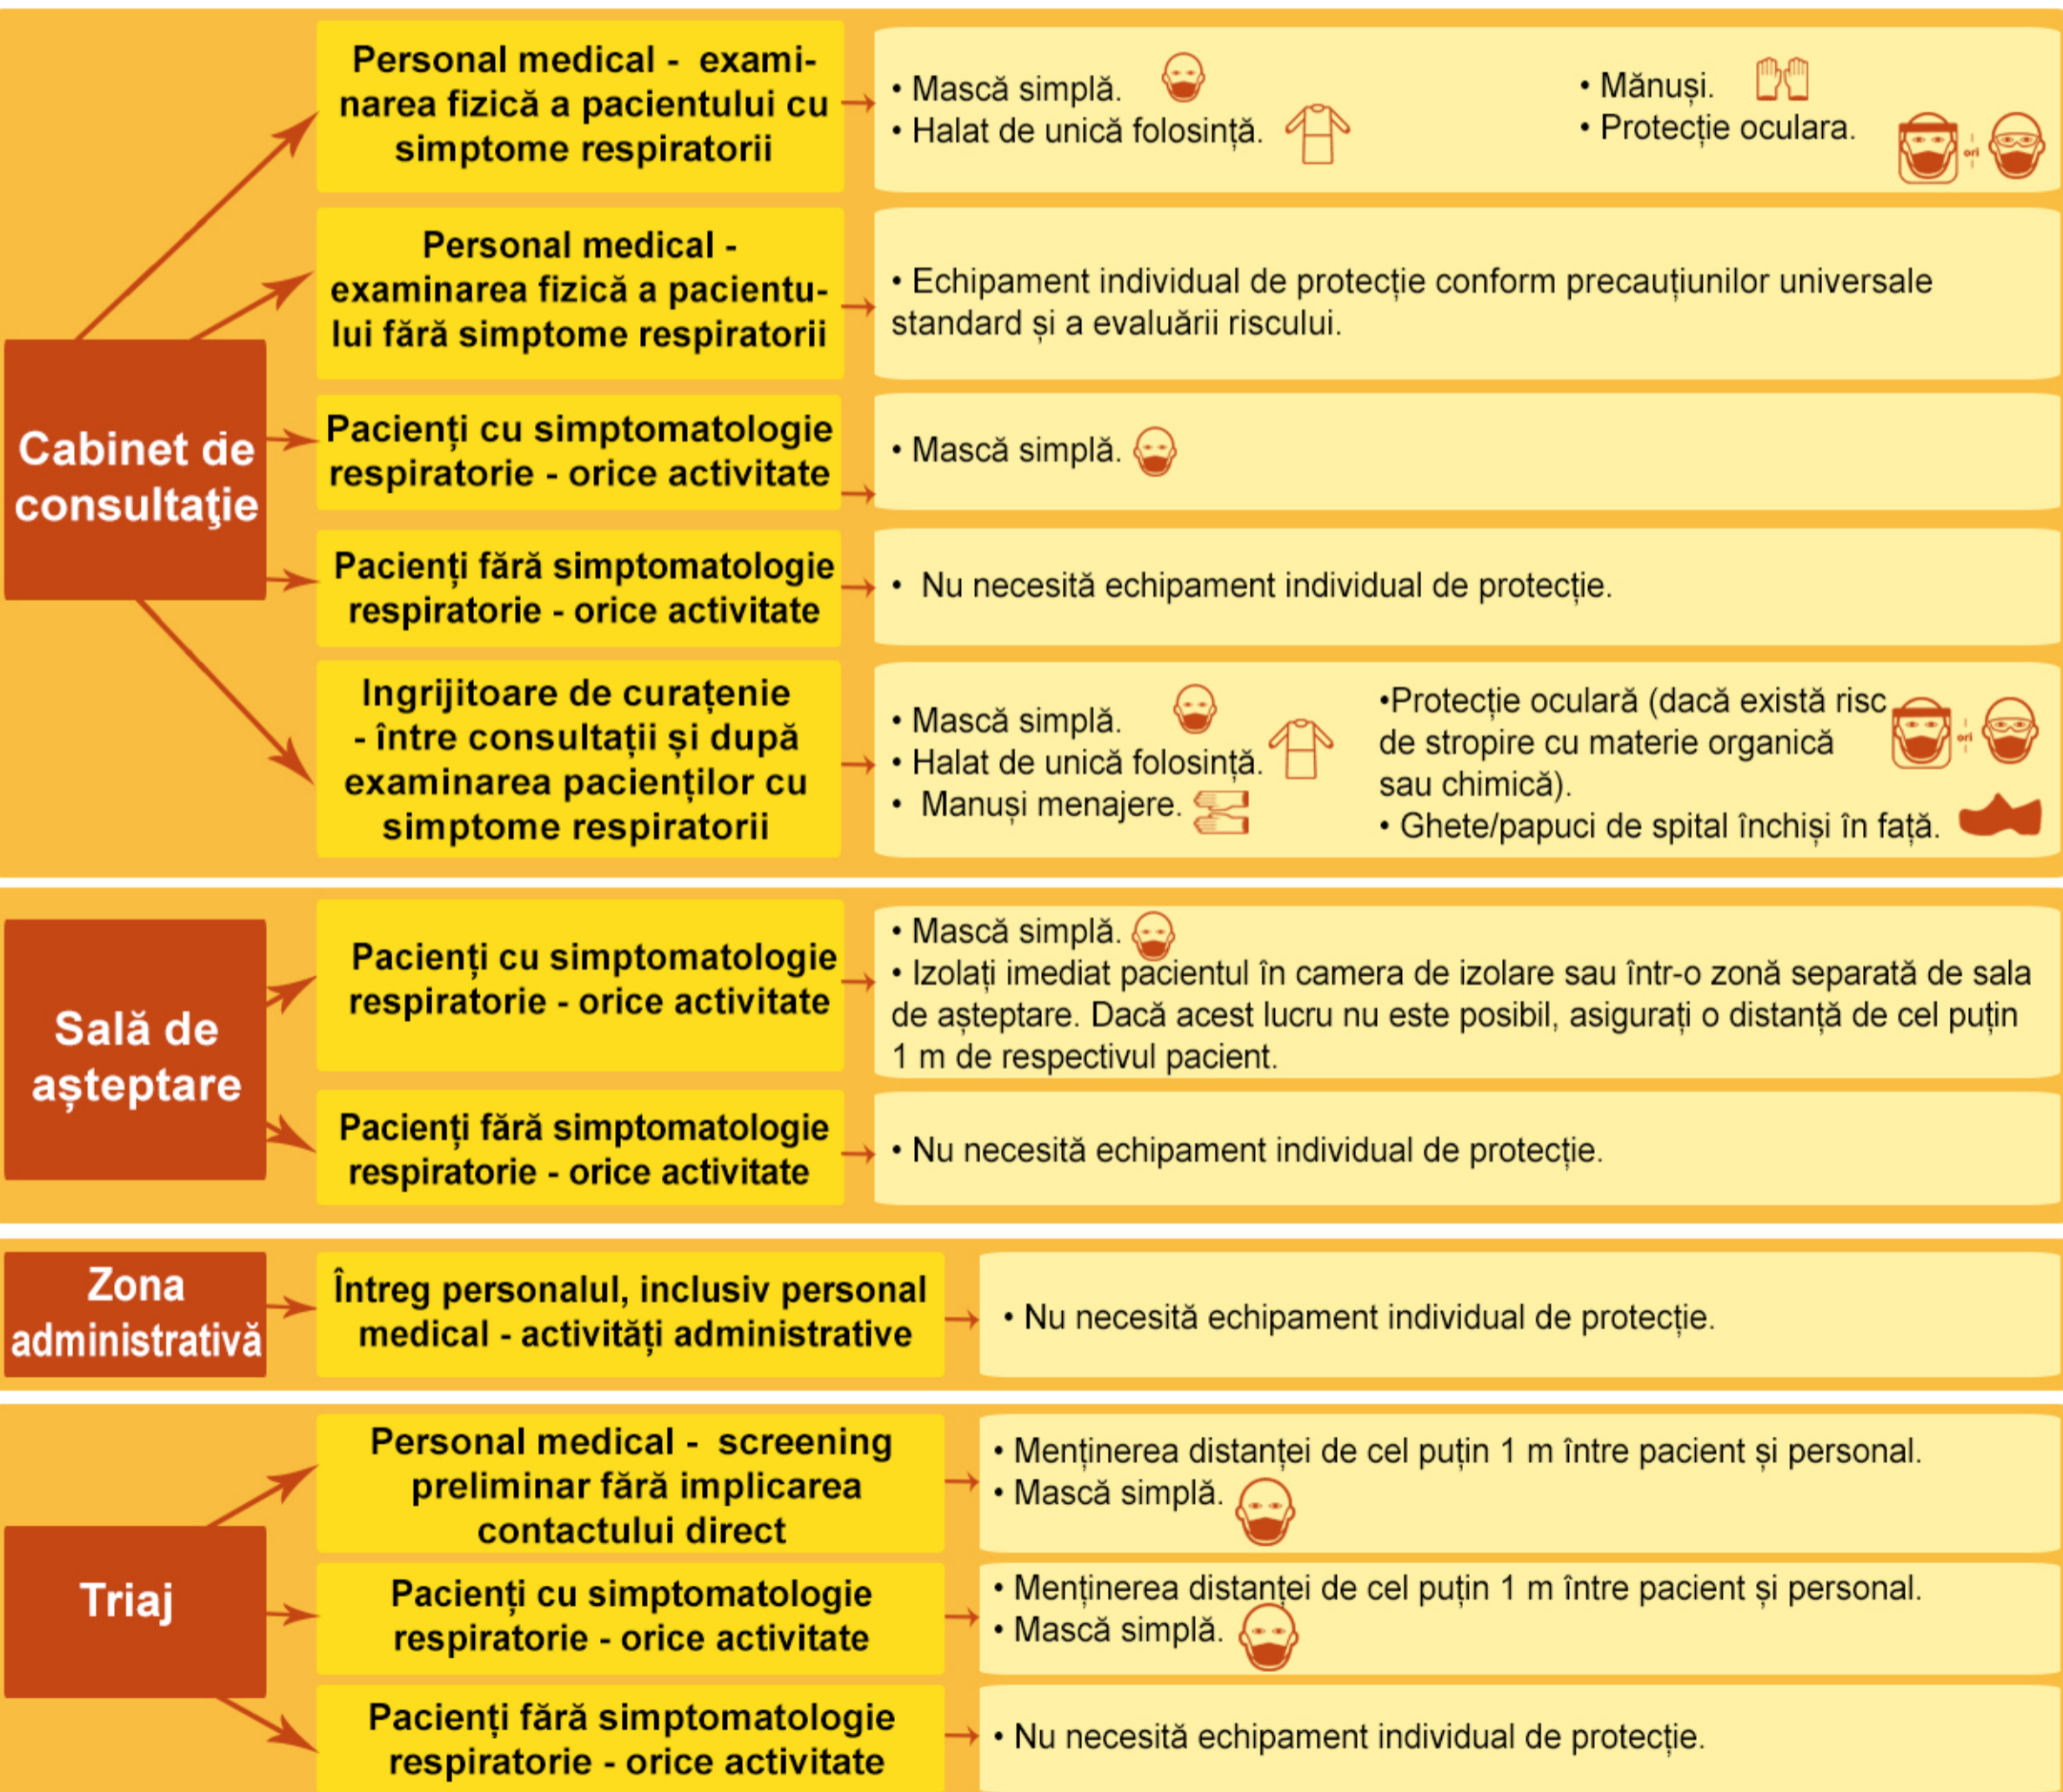 Cabinet de
consultaţie
Personal medical -  exami-
narea fizică a pacientului cu
simptome respiratorii
• Mască simplă.
• Halat de unică folosință.
• Mănuși.
• Protecție oculara.
ori
Personal medical -
examinarea fizică a pacientu-
lui fără simptome respiratorii
• Echipament individual de protecție conform precauțiunilor universale
standard și a evaluării riscului.
Pacienți cu simptomatologie
respiratorie - orice activitate
• Mască simplă.
Pacienți fără simptomatologie
respiratorie - orice activitate
•  Nu necesită echipament individual de protecție.
Ingrijitoare de curațenie
- între consultații și după
examinarea pacienților cu
simptome respiratorii
• Mască simplă.
• Halat de unică folosință.
•  Manuși menajere.
•Protecție oculară (dacă există risc
de stropire cu materie organică
sau chimică).
ori
• Ghete/papuci de spital închiși în față.
Sală de
așteptare
Pacienți cu simptomatologie
respiratorie - orice activitate
• Mască simplă.
• Izolați imediat pacientul în camera de izolare sau într-o zonă separată de sala
de așteptare. Dacă acest lucru nu este posibil, asigurați o distanță de cel puțin
1 m de respectivul pacient.
Pacienți fără simptomatologie
respiratorie - orice activitate
• Nu necesită echipament individual de protecție.
Zona
administrativă
Întreg personalul, inclusiv personal
medical - activități administrative
• Nu necesită echipament individual de protecție.
Triaj
Personal medical -  screening
preliminar fără implicarea
contactului direct
• Menținerea distanței de cel puțin 1 m între pacient și personal.
• Mască simplă.
Pacienți cu simptomatologie
respiratorie - orice activitate
• Menținerea distanței de cel puțin 1 m între pacient și personal.
• Mască simplă.
Pacienți fără simptomatologie
respiratorie - orice activitate
• Nu necesită echipament individual de protecție.